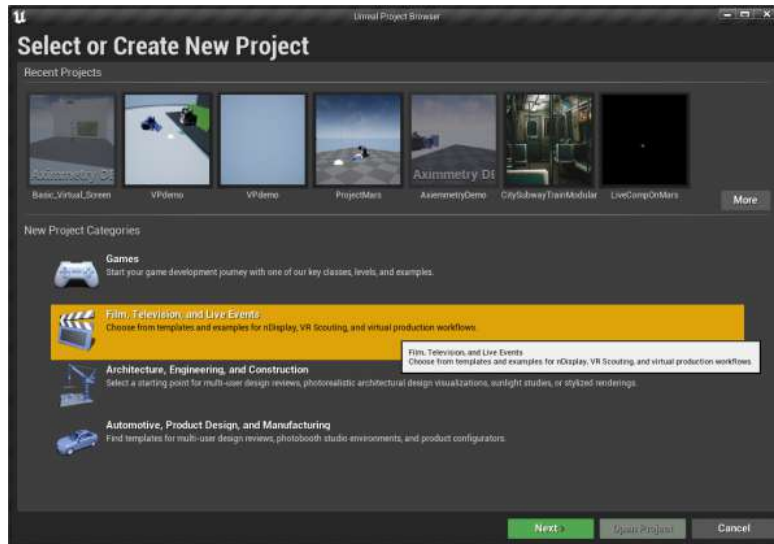 Unreal Project Browser
Select or Create New Project
Recent Projects
Aximmetry DE
Aximmetry DE
Basic_Virtual_Screen
VPdemo
VPdemo
ProjectMars
AxiemmetryDemo
CitySubwayTrainModular
LiveCompOnMars
More
New Project Categories
Games
Start your game development journey with one of our key classes, levels, and examples.
Film, Television, and Live Events
Choose from templates and examples for nDisplay, VR Scouting, and virtual production workflows.
Film, Television, and Live Events
Choose from templates and examples for nDisplay, VR Scouting, and virtual production workflows.
Architecture, Engineering, and Construction
Select a starting point for multi-user design reviews, photorealistic architectural design visualizations, sunlight studies, or stylized renderings.
Automotive, Product Design, and Manufacturing
Find templates for multi-user design reviews, photobooth studio environments, and product configurators.
Next >
Open Project
Cancel